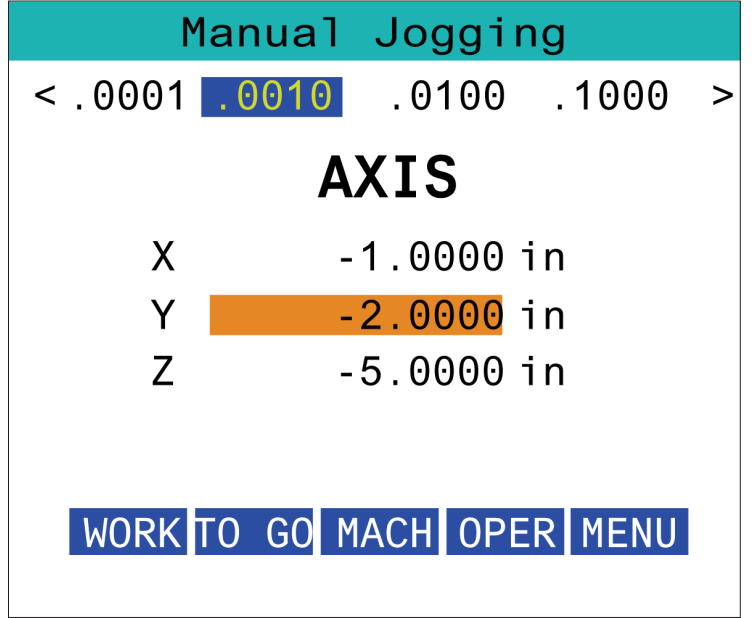 Manual Jogging
< .0001 .0010 .0100 .1000 >
AXIS
X -1.0000 in
Y -2.0000 in
Z -5.0000 in
WORK TO GO MACH OPER MENU